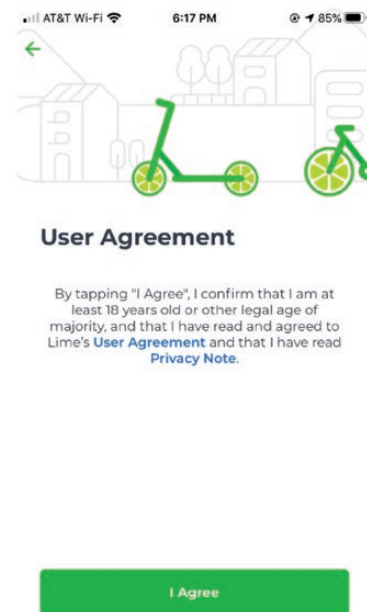 AT&T Wi-Fi 6:17 PM 85%
User Agreement
By tapping "I Agree", I confirm that I am at
least 18 years old or other legal age of
majority, and that I have read and agreed to
Lime's User Agreement and that I have read
Privacy Note.
I Agree